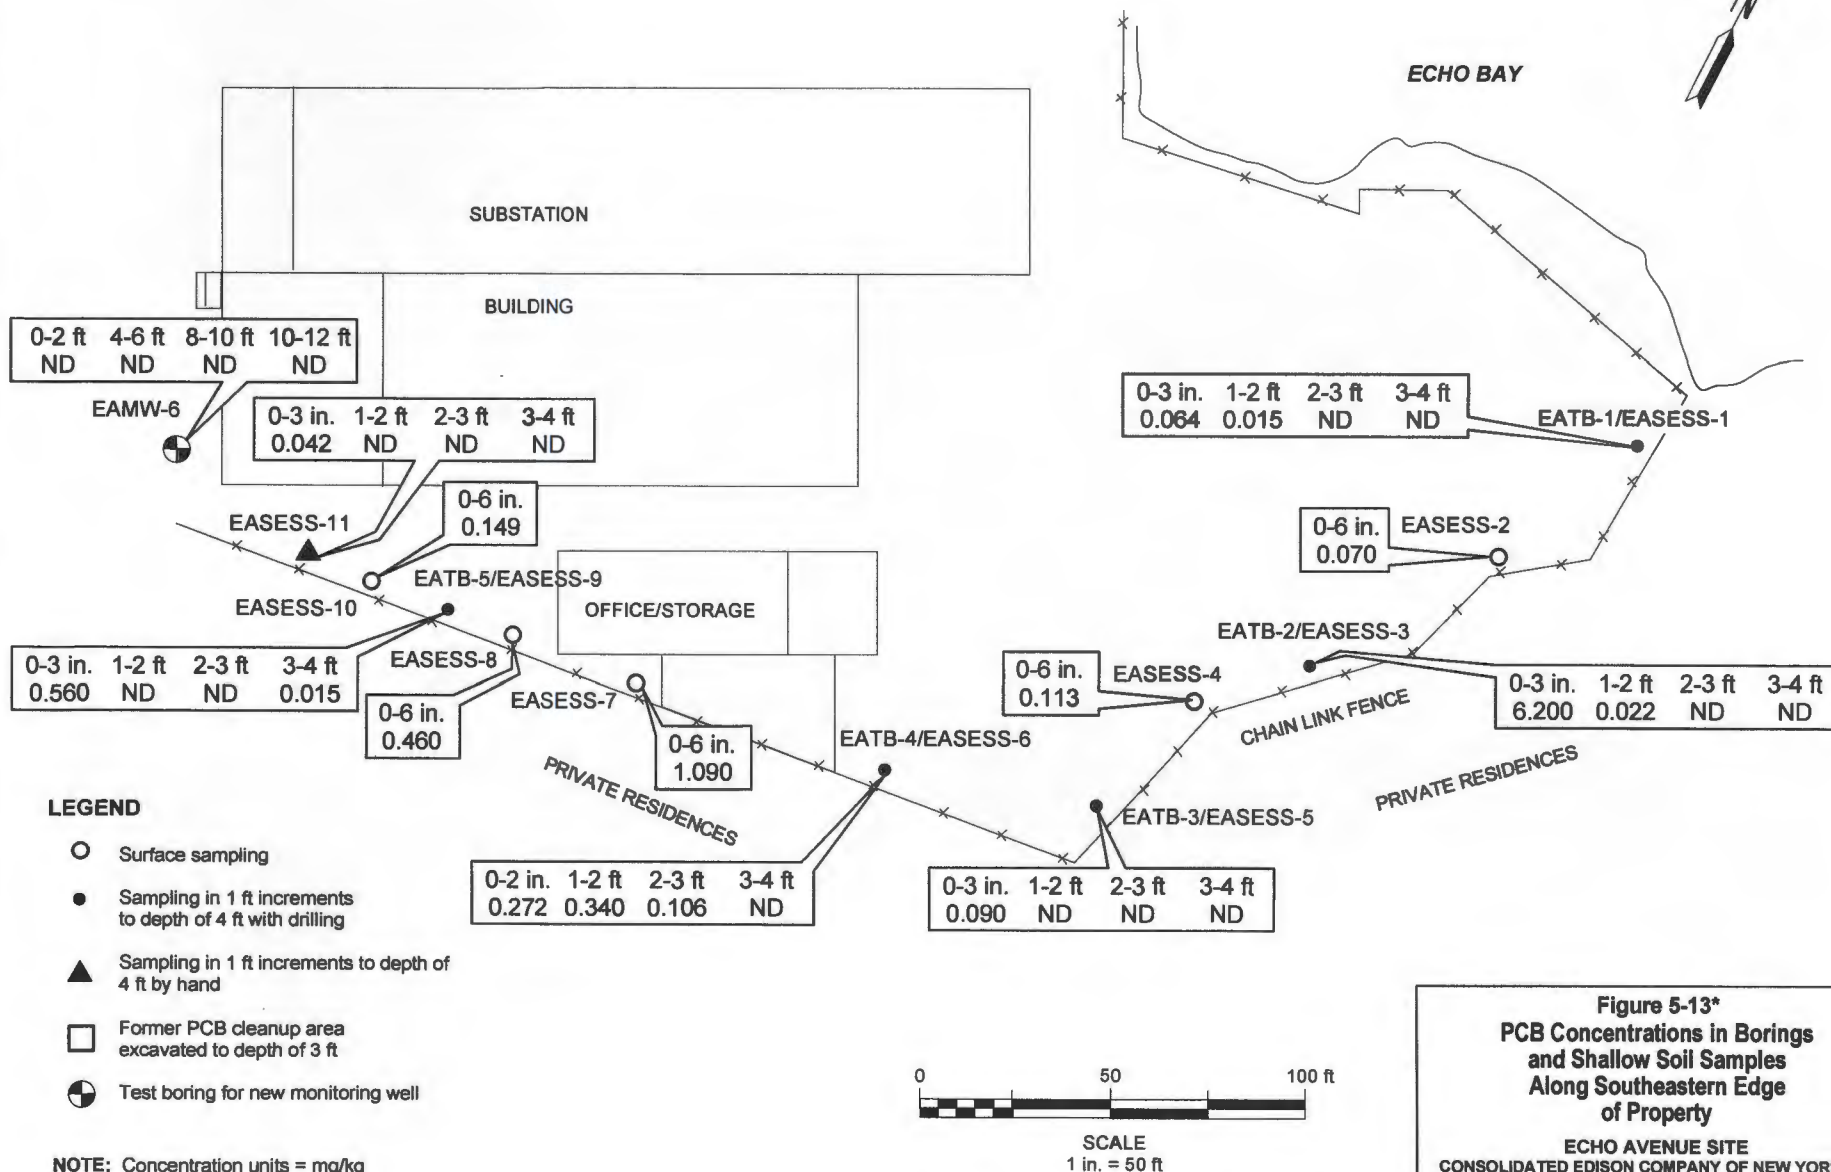 N
ECHO BAY
SUBSTATION
BUILDING
0-2 ft 4-6 ft 8-10 ft 10-12 ft
ND ND ND ND
EAMW-6
0-3 in. 1-2 ft 2-3 ft 3-4 ft
0.042 ND ND ND
0-3 in. 1-2 ft 2-3 ft 3-4 ft
0.064 0.015 ND ND
EATB-1/EASESS-1
0-6 in.
0.149
EASESS-11
0-6 in.
0.070
EASESS-2
EATB-5/EASESS-9
EASESS-10
OFFICE/STORAGE
EATB-2/EASESS-3
0-3 in. 1-2 ft 2-3 ft 3-4 ft
0.560 ND ND 0.015
EASESS-8
EASESS-7
0-6 in.
0.460
0-6 in.
1.090
0-6 in.
0.113
EASESS-4
0-3 in. 1-2 ft 2-3 ft 3-4 ft
6.200 0.022 ND ND
CHAIN LINK FENCE
EATB-4/EASESS-6
PRIVATE RESIDENCES
PRIVATE RESIDENCES
EATB-3/EASESS-5
0-2 in. 1-2 ft 2-3 ft 3-4 ft
0.272 0.340 0.106 ND
0-3 in. 1-2 ft 2-3 ft 3-4 ft
0.090 ND ND ND
LEGEND
Surface sampling
Sampling in 1 ft increments
to depth of 4 ft with drilling
Sampling in 1 ft increments to depth of
4 ft by hand
Former PCB cleanup area
excavated to depth of 3 ft
Test boring for new monitoring well
NOTE: Concentration units = mg/kg
0 50 100 ft
SCALE
1 in. = 50 ft
Figure 5-13*
PCB Concentrations in Borings
and Shallow Soil Samples
Along Southeastern Edge
of Property
ECHO AVENUE SITE
CONSOLIDATED EDISON COMPANY OF NEW YOR